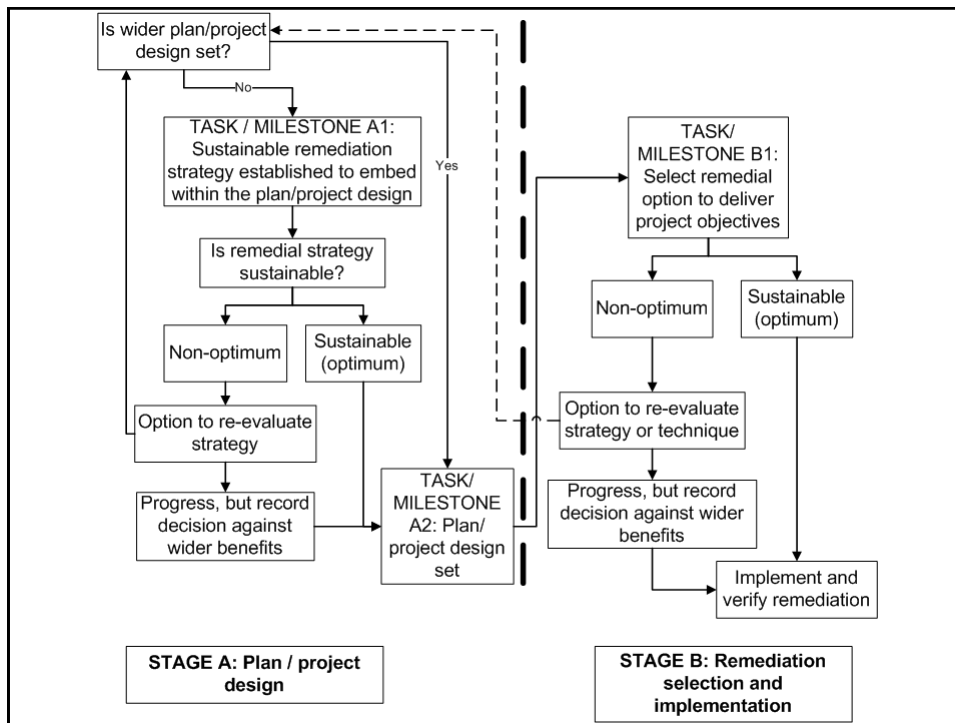 Is wider plan/project
design set?
No
TASK / MILESTONE A1:
Sustainable remediation
strategy established to embed
within the plan/project design
Yes
Is remedial strategy
sustainable?
Non-optimum
Sustainable
(optimum)
Option to re-evaluate
strategy
Progress, but record
decision against
wider benefits
TASK/
MILESTONE
A2: Plan/
project design
set
STAGE A: Plan / project
design
TASK/
MILESTONE B1:
Select remedial
option to deliver
project objectives
Non-optimum
Sustainable
(optimum)
Option to re-evaluate
strategy or technique
Progress, but record
decision against wider
benefits
Implement and
verify remediation
STAGE B: Remediation
selection and
implementation